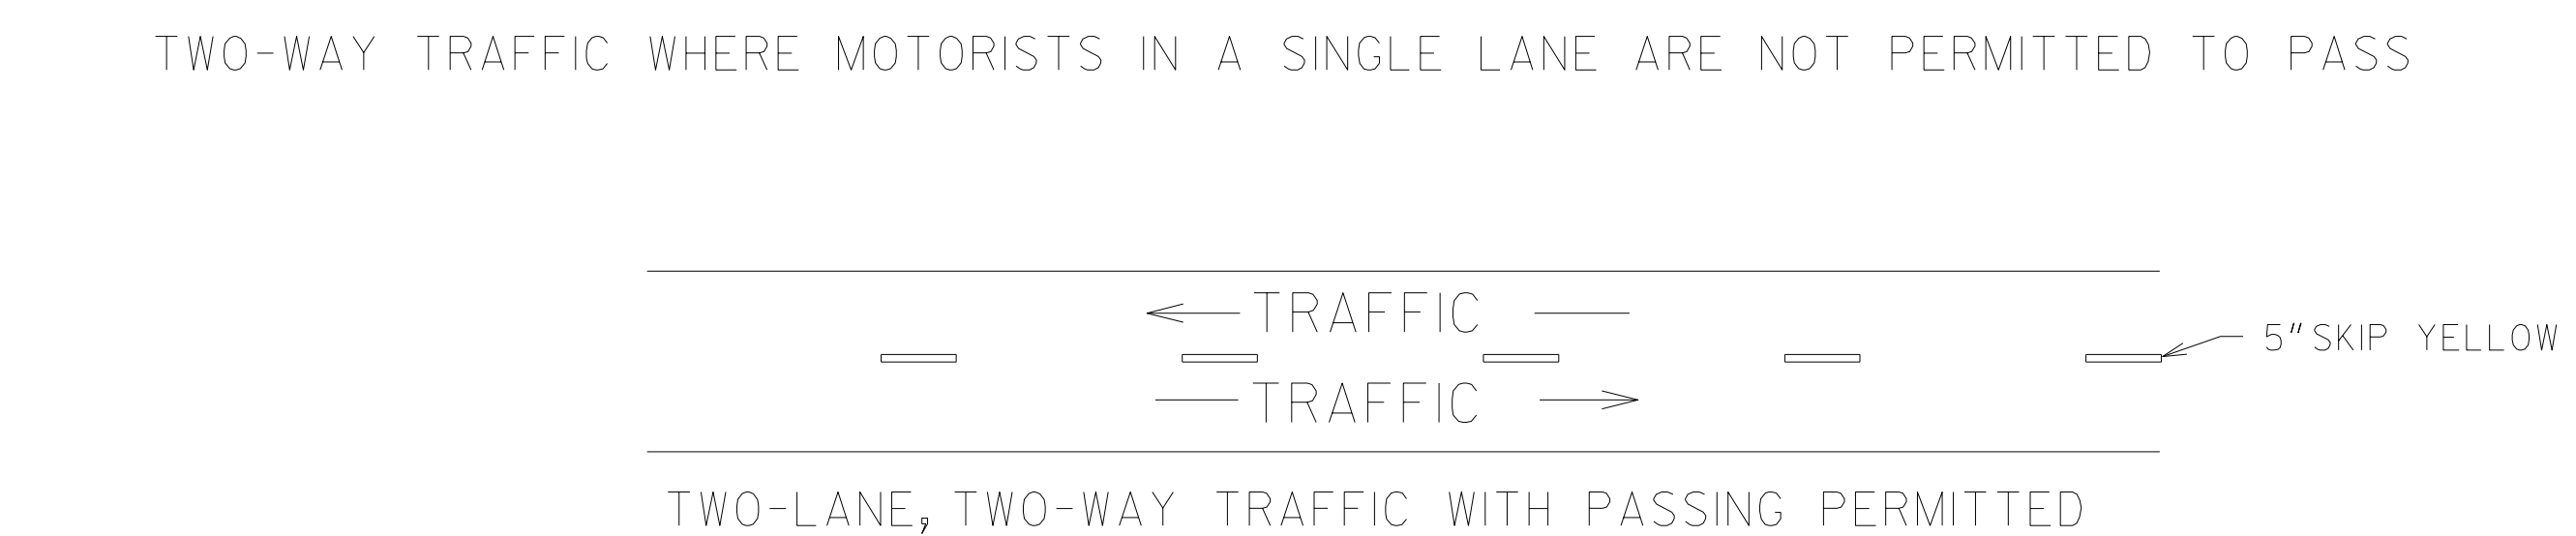 TWO-WAY TRAFFIC WHERE MOTORISTS IN A SINGLE LANE ARE NOT PERMITTED TO PASS
TRAFFIC
5" SKIP YELLOW
TRAFFIC
TWO-LANE, TWO-WAY TRAFFIC WITH PASSING PERMITTED